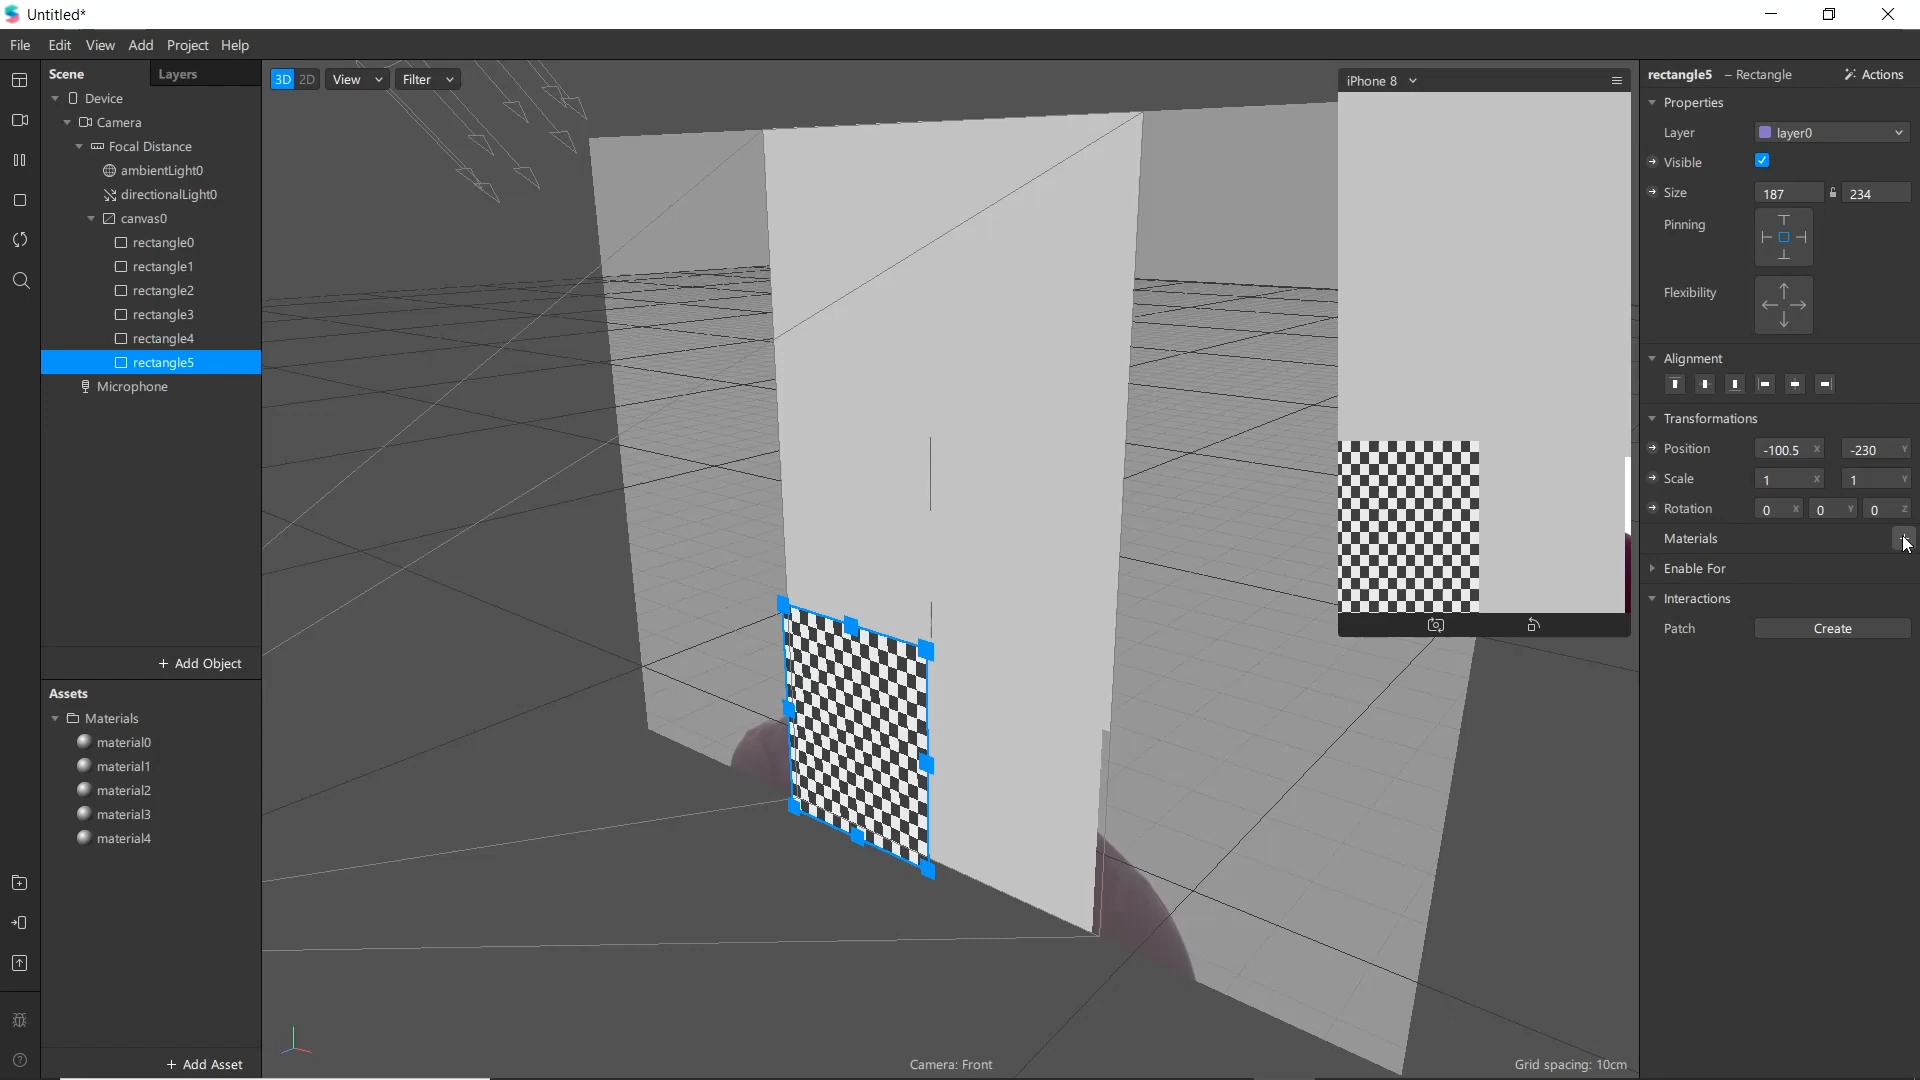 Untitled*
File Edit View Add Project Help
Scene Layers
Device
Camera
Focal Distance
ambientLight0
directionalLight0
canvas0
rectangle0
rectangle1
rectangle2
rectangle3
rectangle4
rectangle5
Microphone
+ Add Object
Assets
Materials
material0
material1
material2
material3
material4
+ Add Asset
3D 2D View Filter
Camera: Front
Grid spacing: 10cm
iPhone 8
rectangle5 – Rectangle Actions
Properties
Layer layer0
Visible
Size 187 234
Pinning
Flexibility
Alignment
Transformations
Position -100.5 X -230 Y
Scale 1 X 1 Y
Rotation 0 X 0 Y 0 Z
Materials
Enable For
Interactions
Patch Create